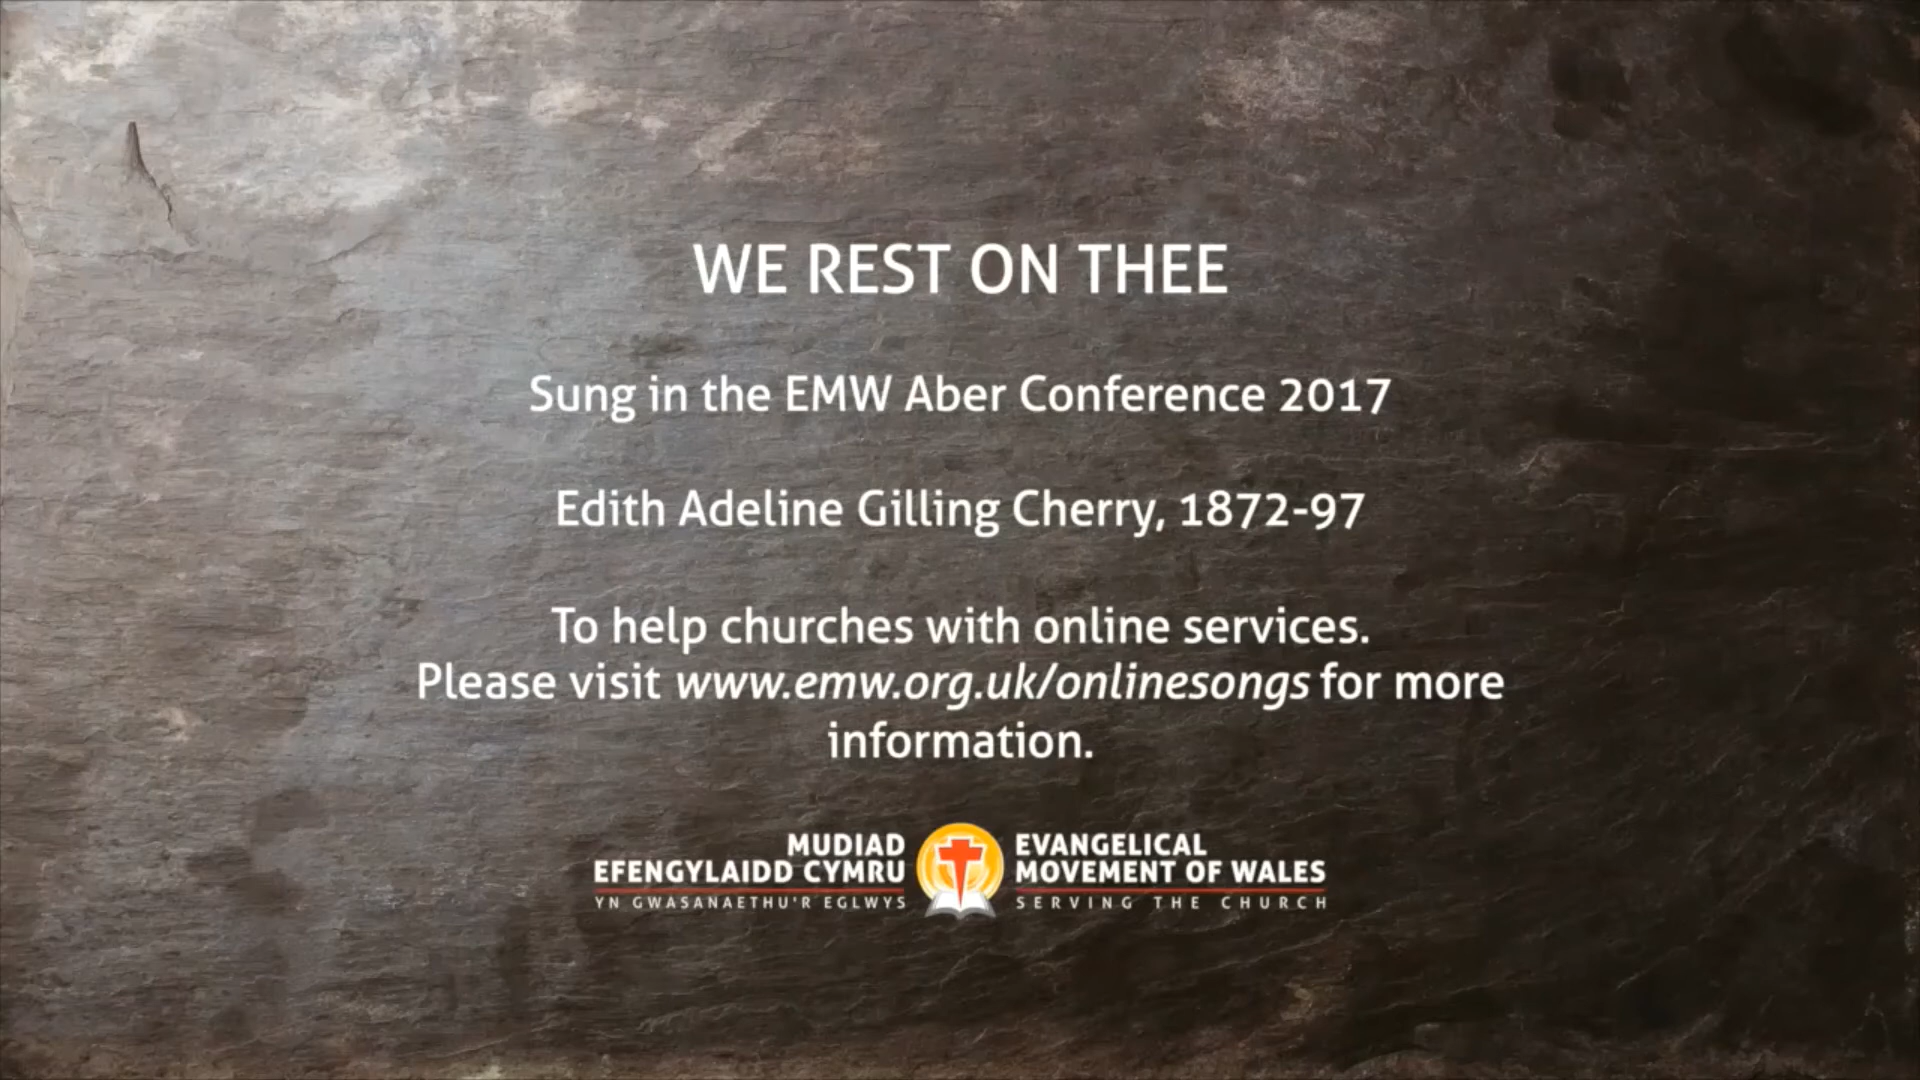 WE REST ON THEE
Sung in the EMW Aber Conference 2017
Edith Adeline Gilling Cherry, 1872-97
To help churches with online services.
Please visit www.emw.org.uk/onlinesongs for more
information.
MUDIAD
EFENGYLAIDD CYMRU
YN GWASANAETHU'R EGLWYS
EVANGELICAL
MOVEMENT OF WALES
SERVING THE CHURCH